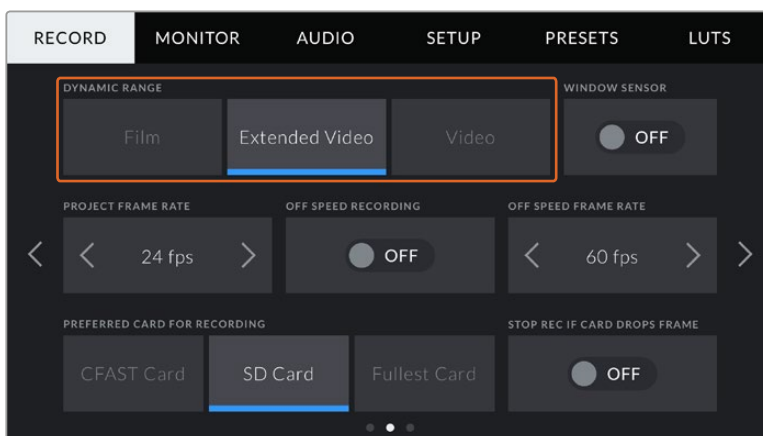 RECORD MONITOR AUDIO SETUP PRESETS LUTS
DYNAMIC RANGE WINDOW SENSOR
Film Extended Video Video OFF
PROJECT FRAME RATE OFF SPEED RECORDING OFF SPEED FRAME RATE
24 fps OFF 60 fps
PREFERRED CARD FOR RECORDING STOP REC IF CARD DROPS FRAME
CFAST Card SD Card Fullest Card OFF